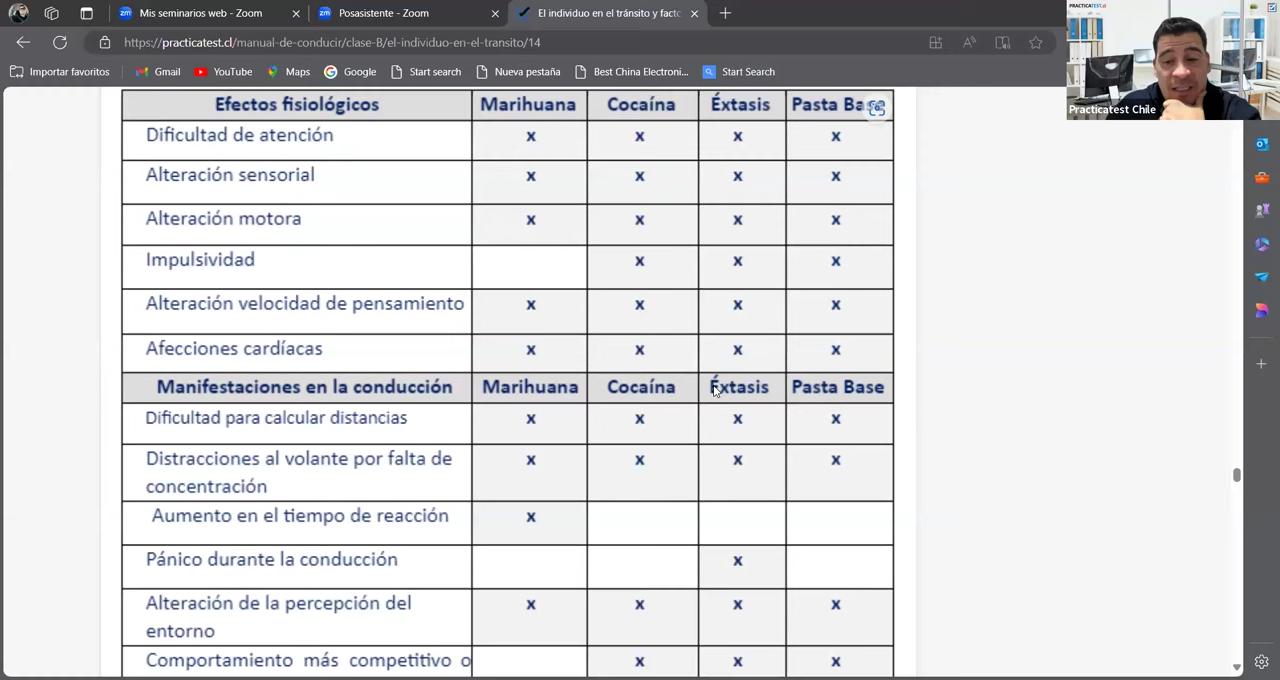 Mis seminarios web - Zoom
Posasistente - Zoom
El individuo en el tránsito y facto
https://practicatest.cl/manual-de-conducir/clase-B/el-individuo-en-el-transito/14
Importar favoritos
Gmail
YouTube
Maps
Google
Start search
Nueva pestaña
Best China Electroni...
Start Search
PRACTICATEST.cl
Practicatest Chile
Efectos fisiológicos Marihuana Cocaína Éxtasis Pasta Base
Dificultad de atención x x x x
Alteración sensorial x x x x
Alteración motora x x x x
Impulsividad x x x
Alteración velocidad de pensamiento x x x x
Afecciones cardíacas x x x x
Manifestaciones en la conducción Marihuana Cocaína Éxtasis Pasta Base
Dificultad para calcular distancias x x x x
Distracciones al volante por falta de x x x x
concentración
Aumento en el tiempo de reacción x
Pánico durante la conducción x
Alteración de la percepción del x x x x
entorno
Comportamiento más competitivo o x x x